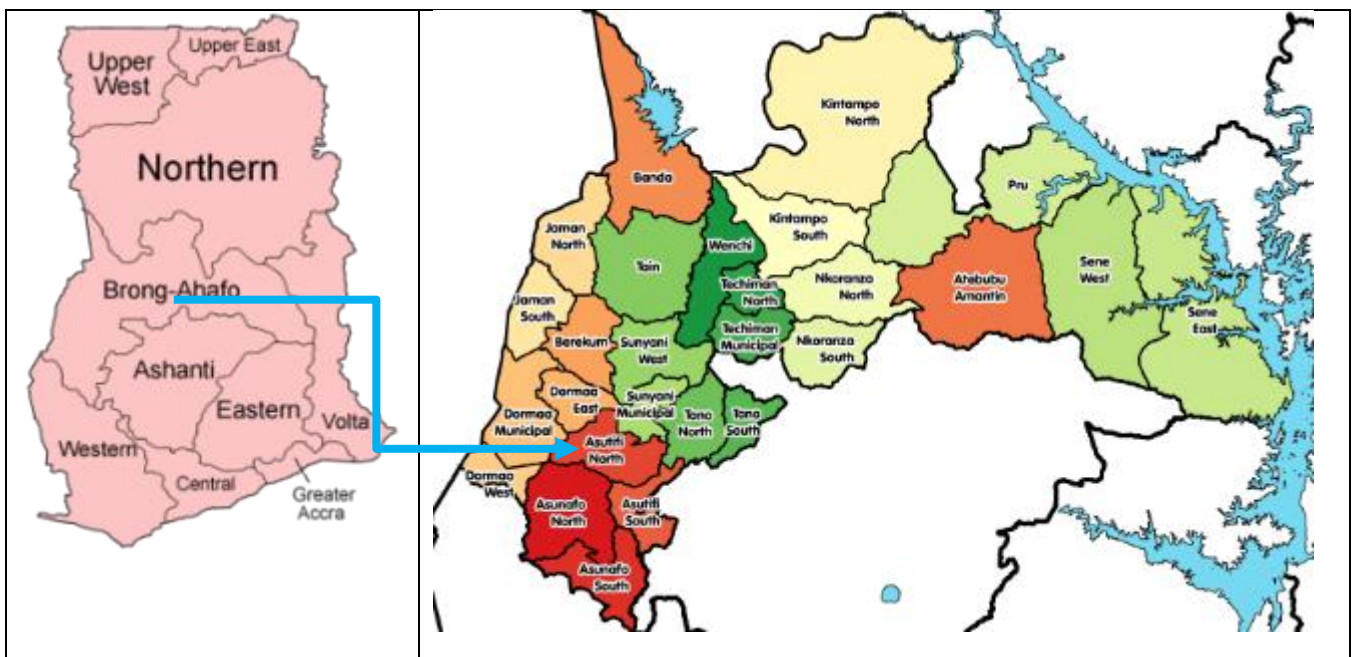 Upper East
Upper
West
Northern
Brong-Ahafo
Ashanti
Eastern
Volta
Western
Central
Greater
Accra
Kintampo
North
Banda
Pru
Jaman
North
Kintampo
South
Wenchi
Tain
Techiman
North
Nkoranza
North
Atebubu
Amantin
Sene
West
Jaman
South
Sene
East
Berekum
Sunyani
West
Techiman
Municipal
Nkoranza
South
Dormaa
East
Sunyani
Municipal
Dormaa
Municipal
Tano
North
Tano
South
Asutifi
North
Dormaa
West
Asunafo
North
Asutifi
South
Asunafo
South